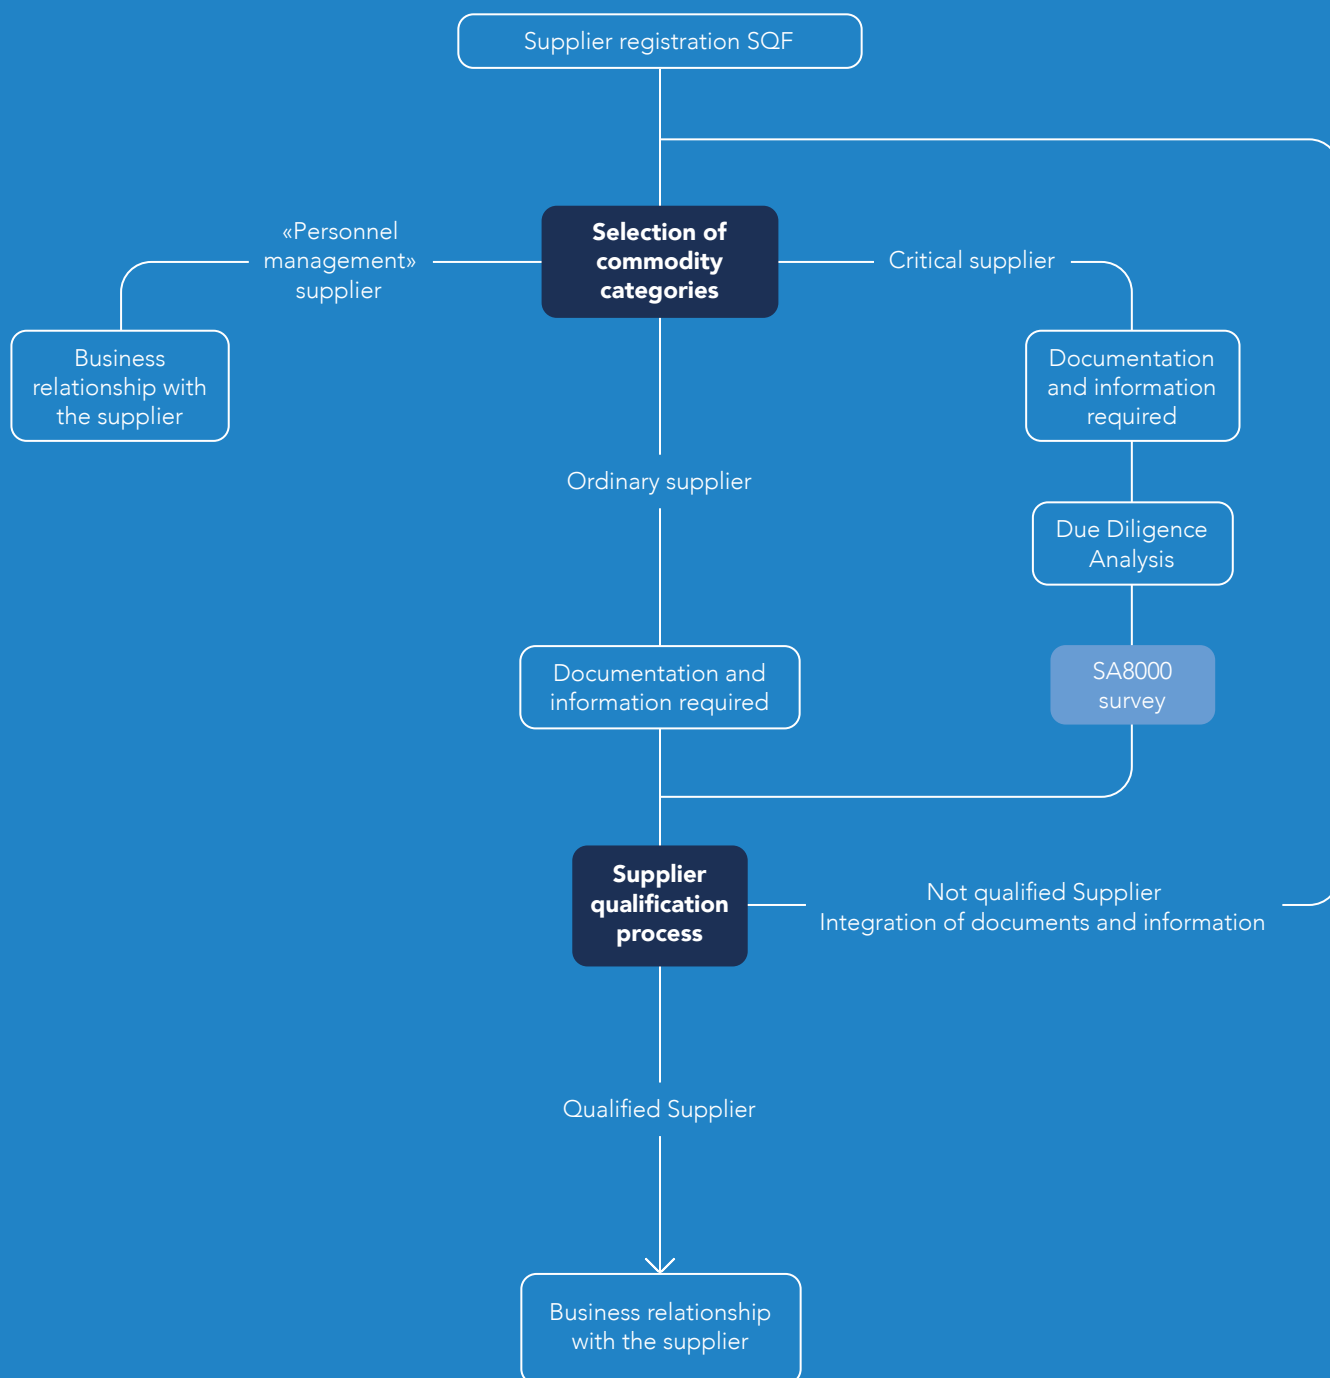 Supplier registration SQF
«Personnel
management»
supplier
Selection of
commodity
categories
Critical supplier
Business
relationship with
the supplier
Documentation
and information
required
Ordinary supplier
Due Diligence
Analysis
Documentation and
information required
SA8000
survey
Supplier
qualification
process
Not qualified Supplier
Integration of documents and information
Qualified Supplier
Business relationship
with the supplier